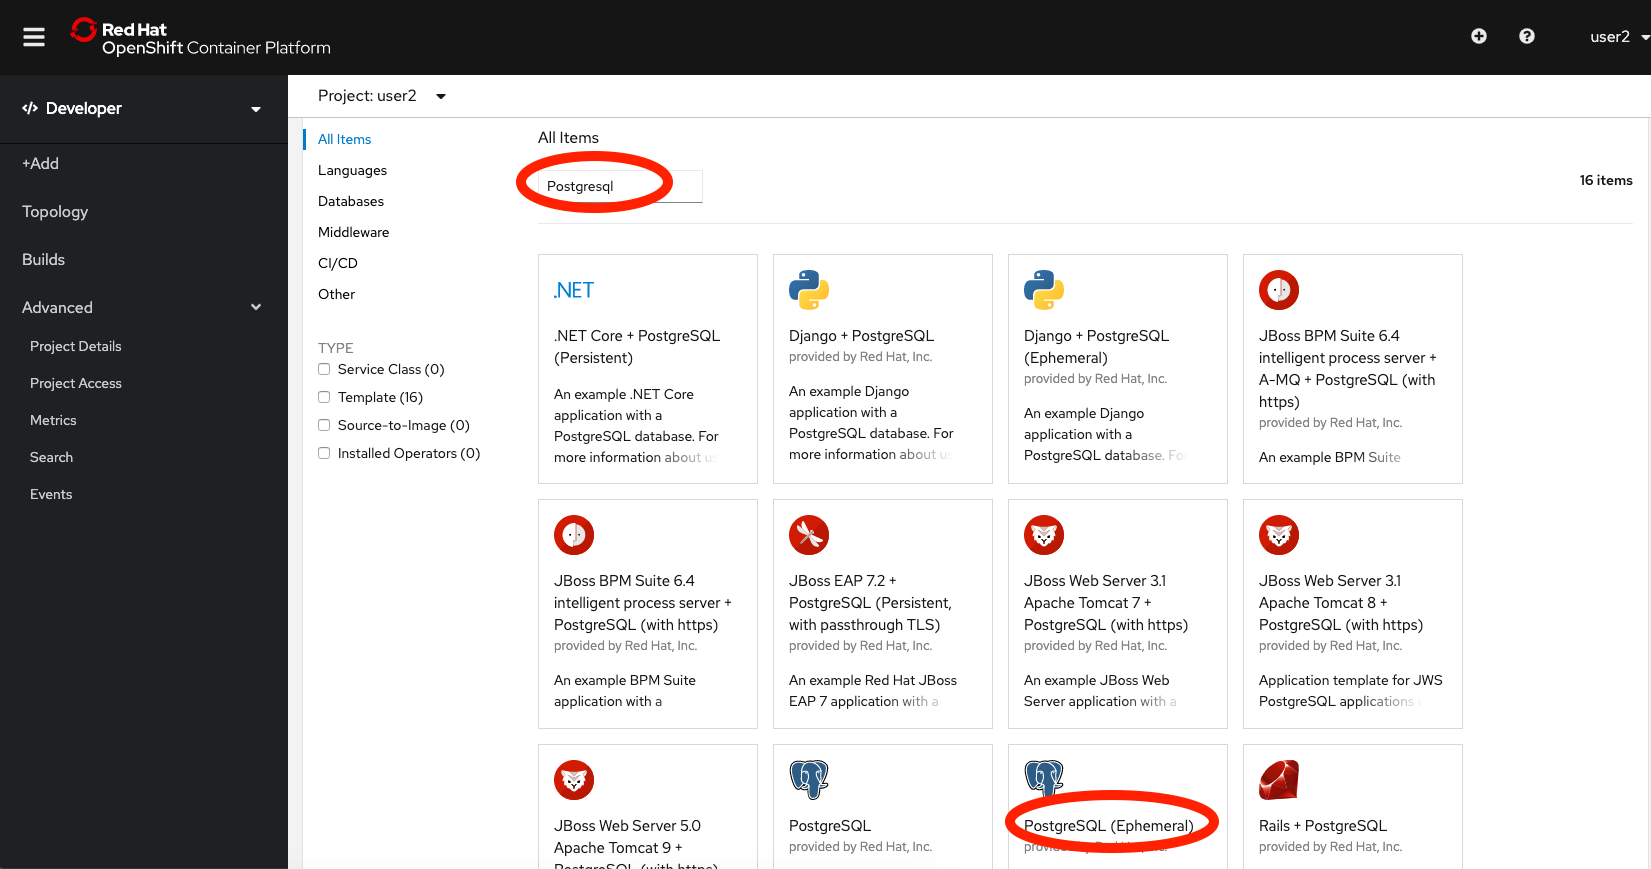 Red Hat
OpenShift Container Platform
user2
Developer
+Add
Topology
Builds
Advanced
Project Details
Project Access
Metrics
Search
Events
Project: user2
All Items
Languages
Databases
Middleware
CI/CD
Other
TYPE
Service Class (0)
Template (16)
Source-to-Image (0)
Installed Operators (0)
All Items
Postgresql
16 items
.NET
.NET Core + PostgreSQL
(Persistent)
An example .NET Core
application with a
PostgreSQL database. For
more information about us
Django + PostgreSQL
provided by Red Hat, Inc.
An example Django
application with a
PostgreSQL database. For
more information about us
Django + PostgreSQL
(Ephemeral)
provided by Red Hat, Inc.
An example Django
application with a
PostgreSQL database. Fo
JBoss BPM Suite 6.4
intelligent process server +
A-MQ + PostgreSQL (with
https)
provided by Red Hat, Inc.
An example BPM Suite
JBoss BPM Suite 6.4
intelligent process server +
PostgreSQL (with https)
provided by Red Hat, Inc.
An example BPM Suite
application with a
JBoss EAP 7.2 +
PostgreSQL (Persistent,
with passthrough TLS)
provided by Red Hat, Inc.
An example Red Hat JBoss
EAP 7 application with a
JBoss Web Server 3.1
Apache Tomcat 7 +
PostgreSQL (with https)
provided by Red Hat, Inc.
An example JBoss Web
Server application with a
JBoss Web Server 3.1
Apache Tomcat 8 +
PostgreSQL (with https)
provided by Red Hat, Inc.
Application template for JWS
PostgreSQL applications
JBoss Web Server 5.0
Apache Tomcat 9 +
PostgreSQL (with https)
PostgreSQL
provided by Red Hat, Inc.
PostgreSQL (Ephemeral)
provided by Red Hat, Inc.
Rails + PostgreSQL
provided by Red Hat, Inc.